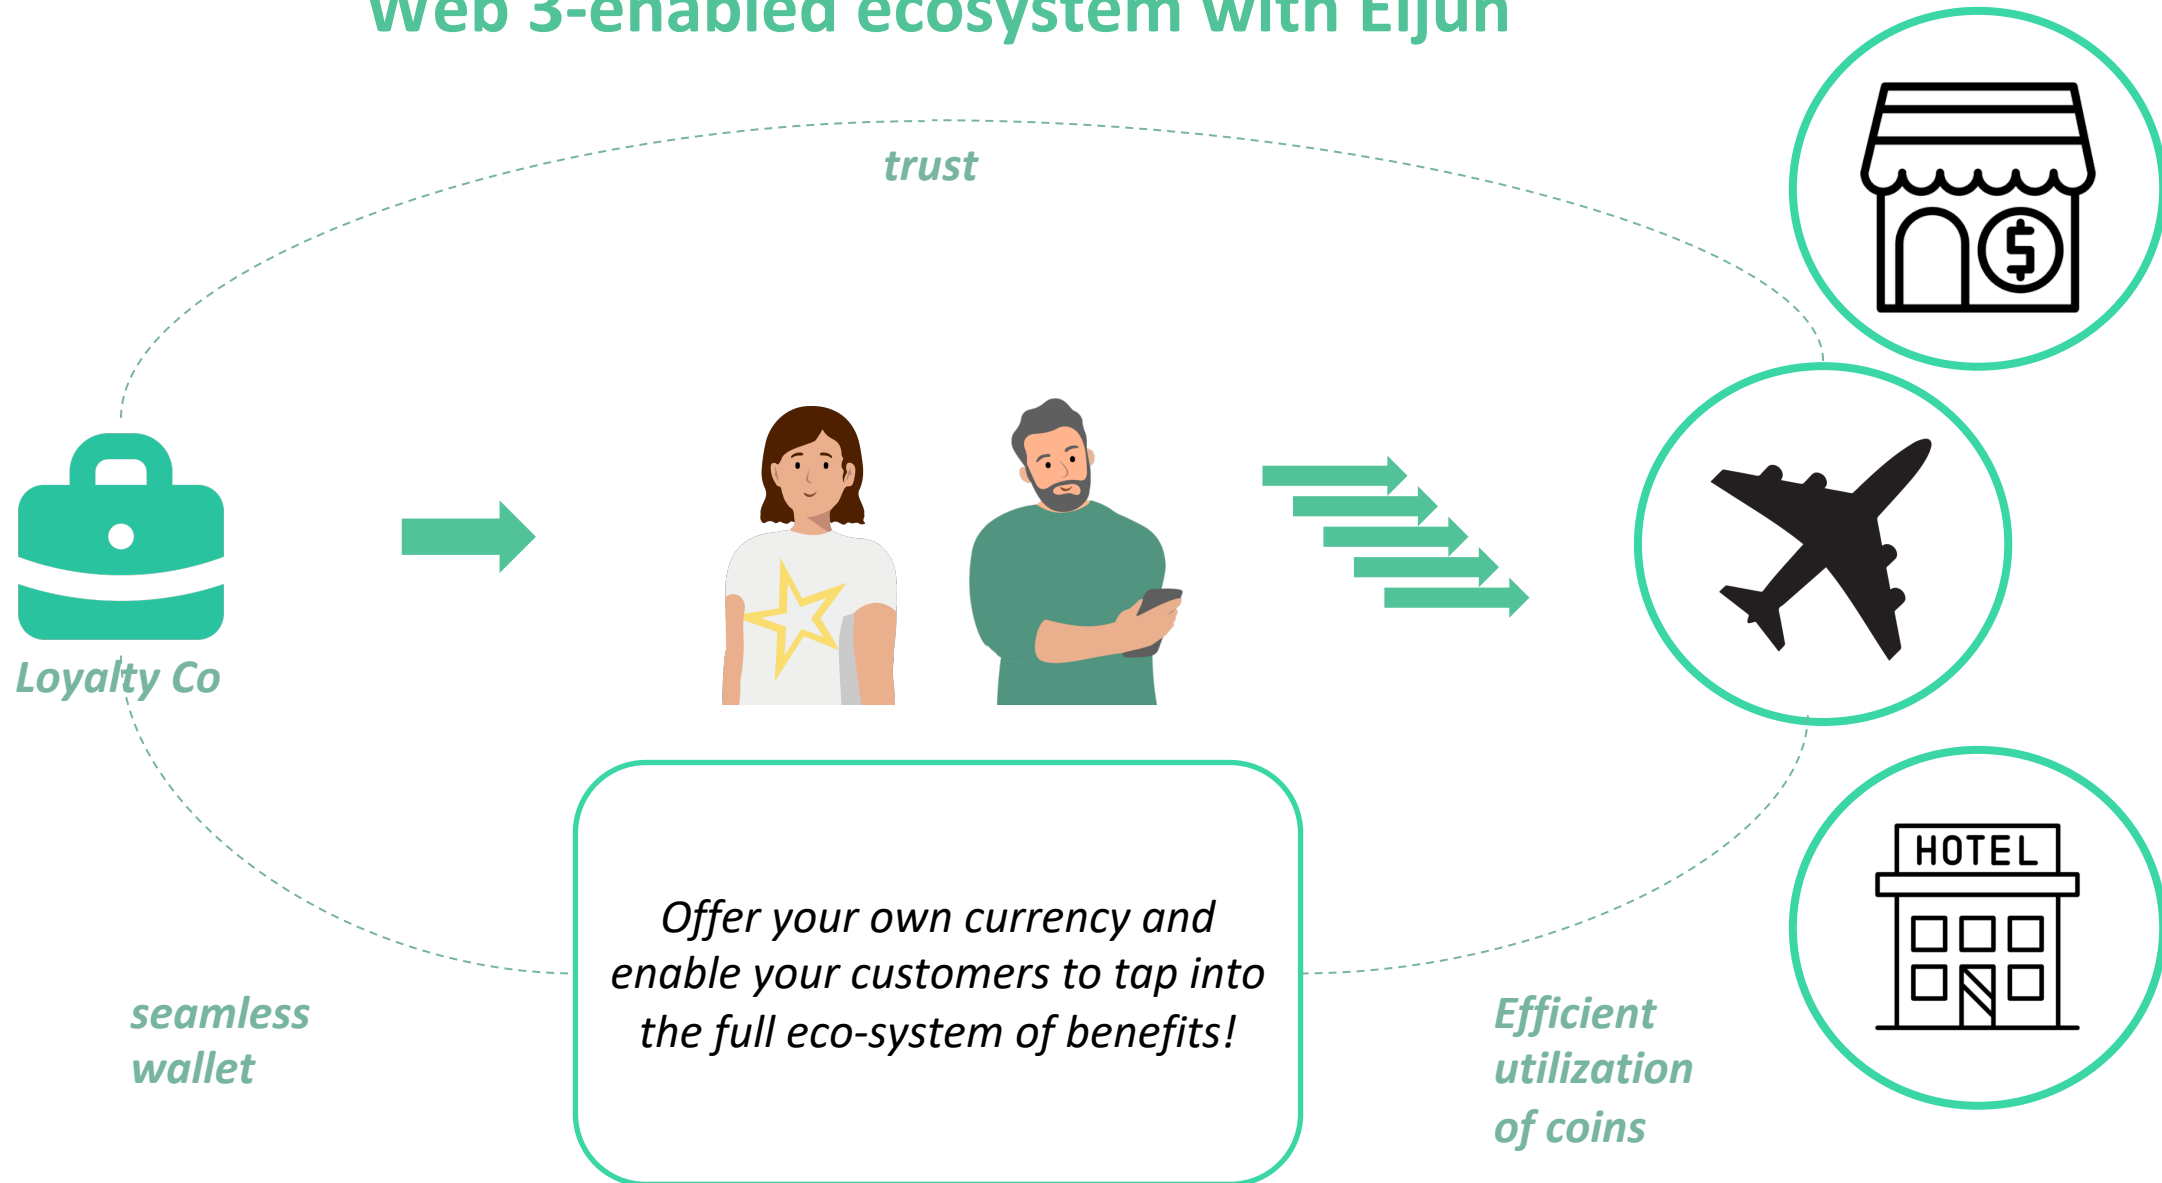 Web 3-enabled ecosystem with Eijun
trust
Loyalty Co
Offer your own currency and
enable your customers to tap into
the full eco-system of benefits!
seamless
wallet
Efficient
utilization
of coins
HOTEL